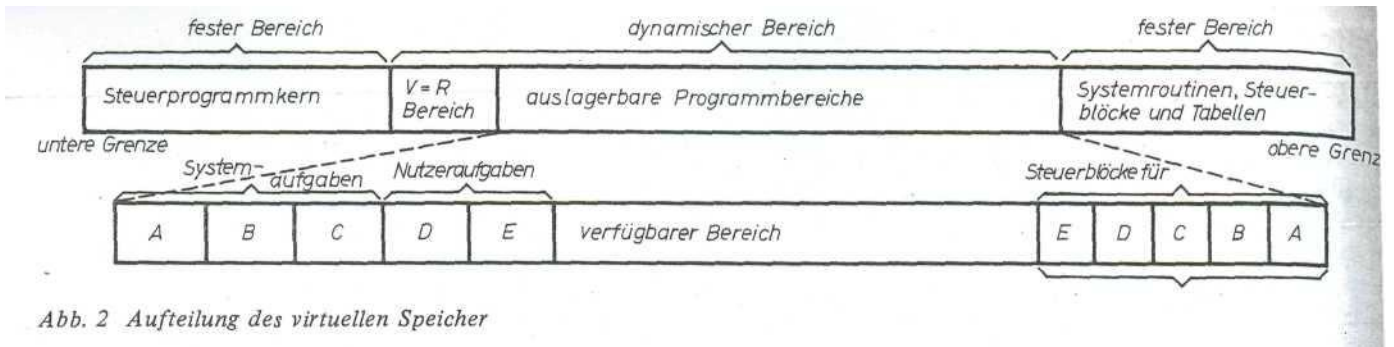 fester Bereich
dynamischer Bereich
fester Bereich
Steuerprogrammkern
V = R
Bereich
auslagerbare Programmbereiche
Systemroutinen, Steuer-
blöcke und Tabellen
untere Grenze
obere Grenz
System-
aufgaben
Nutzeraufgaben
Steuerblöcke für
A
B
C
D
E
verfügbarer Bereich
E
D
C
B
A
Abb. 2 Aufteilung des virtuellen Speicher